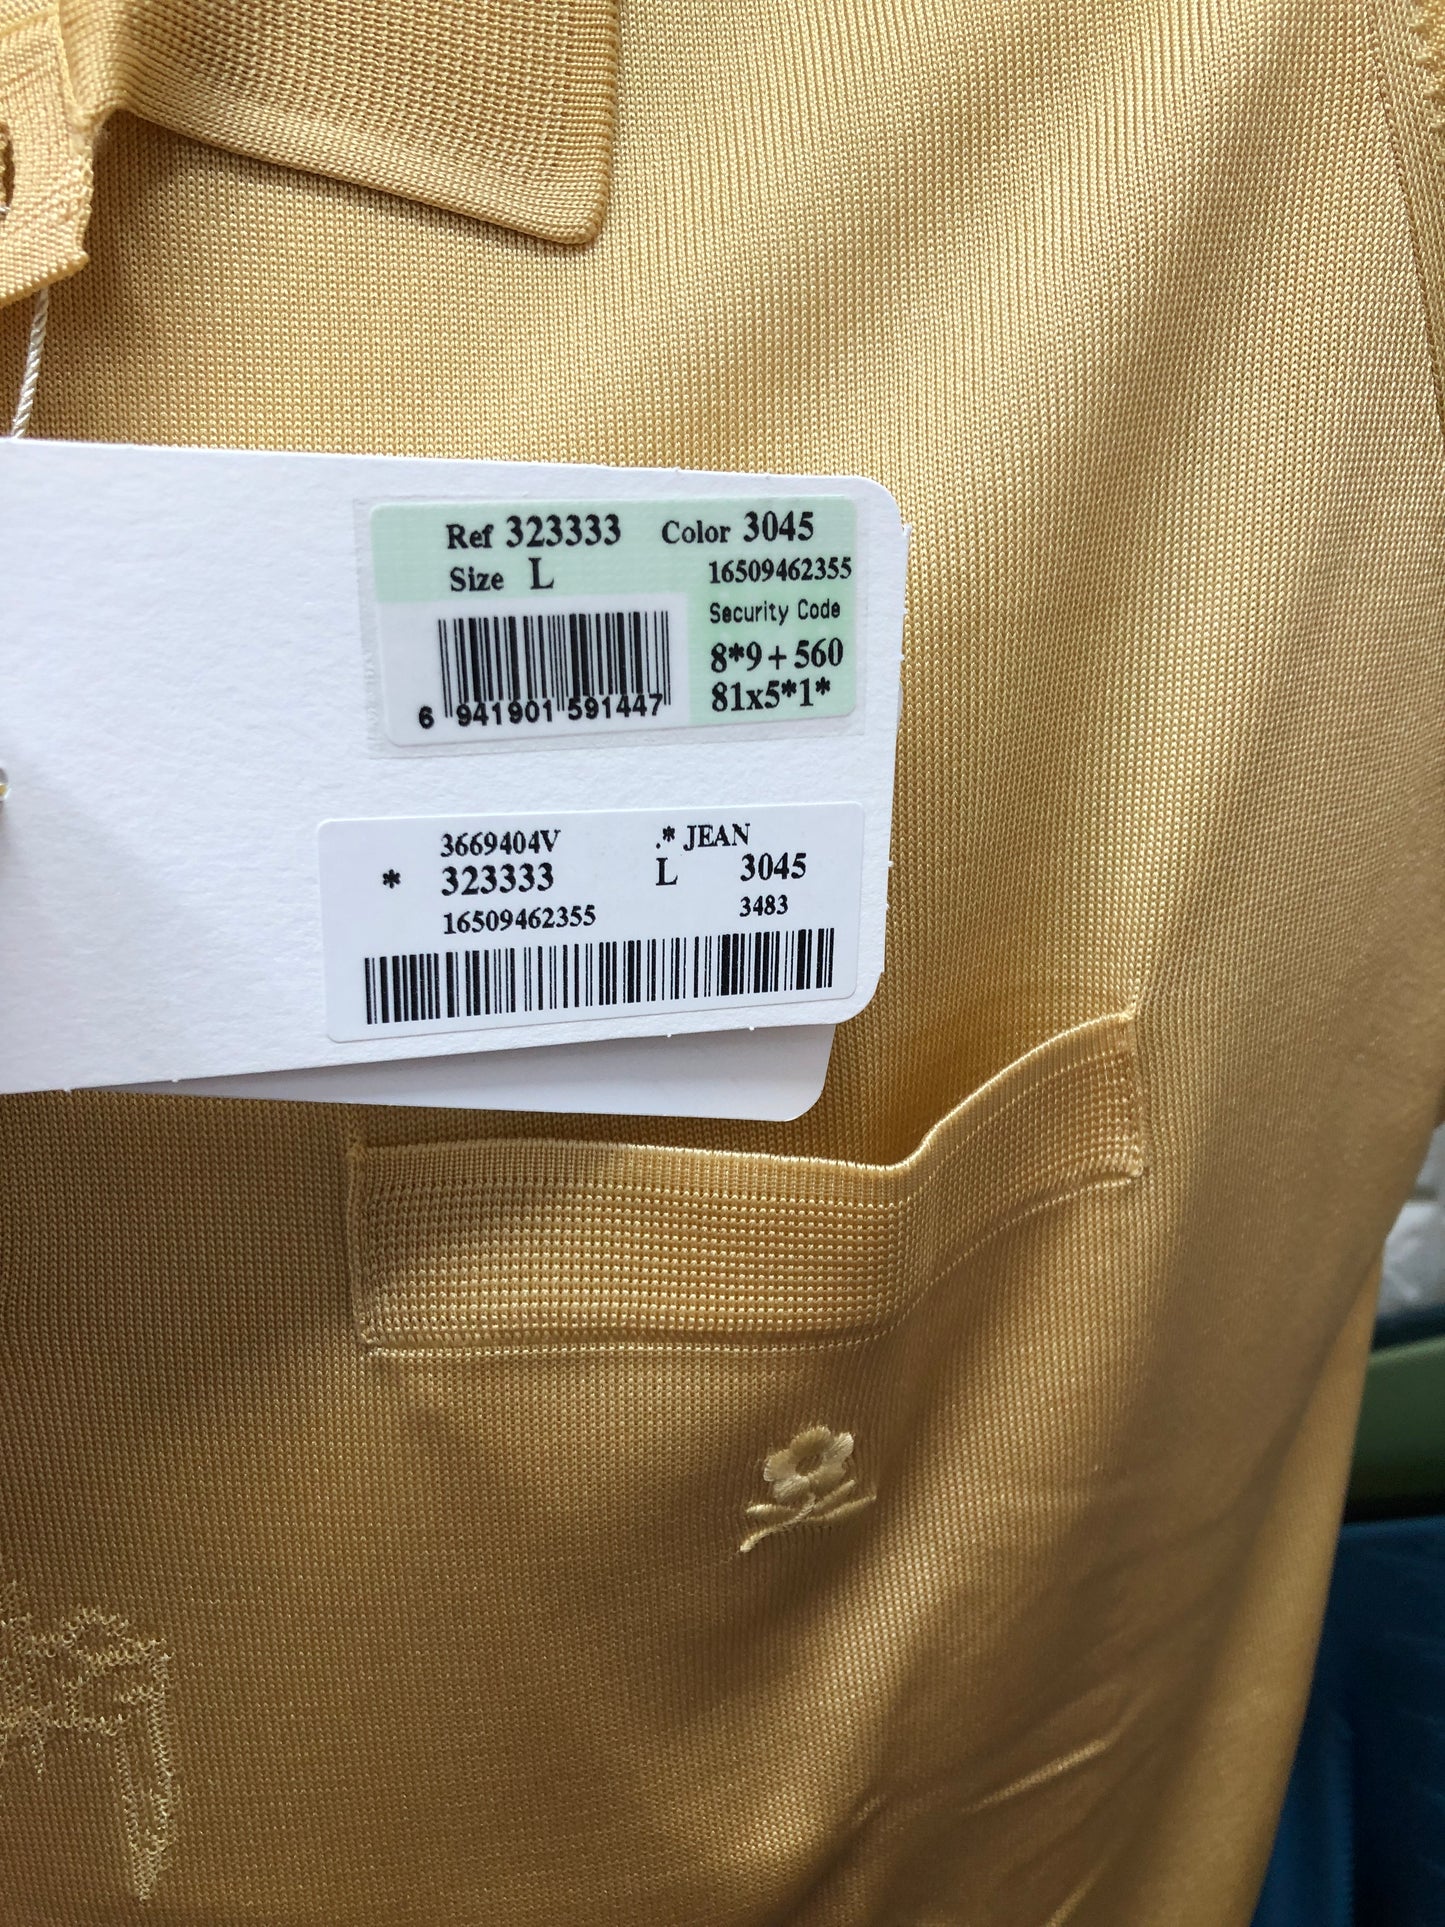 Ref 323333 Color 3045
Size L 16509462355
Security Code
8*9+560
81x5*1*
6 941901 591447
3669404V .* JEAN
* 323333 L 3045
16509462355 3483